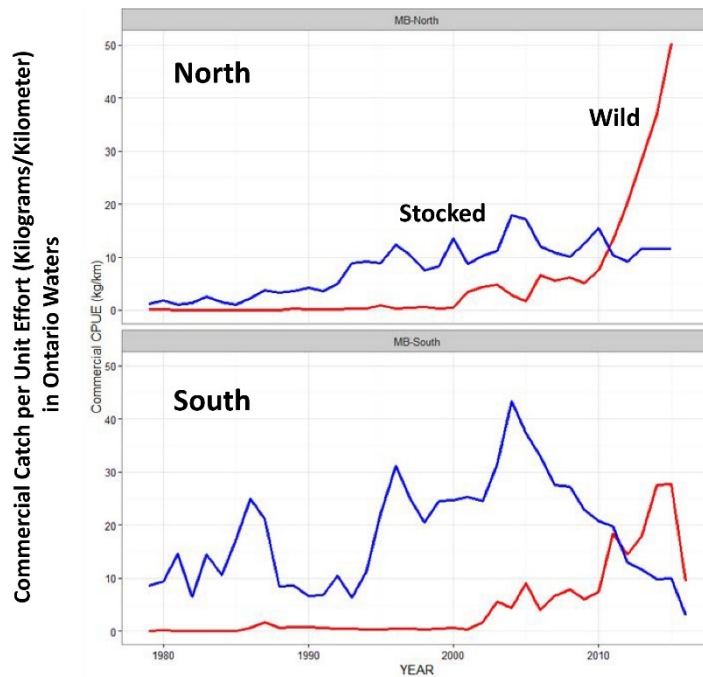 Commercial Catch per Unit Effort (Kilograms/Kilometer)
in Ontario Waters
Commercial CPUE (kg/km)
MB-North
North
Wild
Stocked
50
40
30
20
10
0
MB-South
South
50
40
30
20
10
0
1980
1990
2000
2010
YEAR